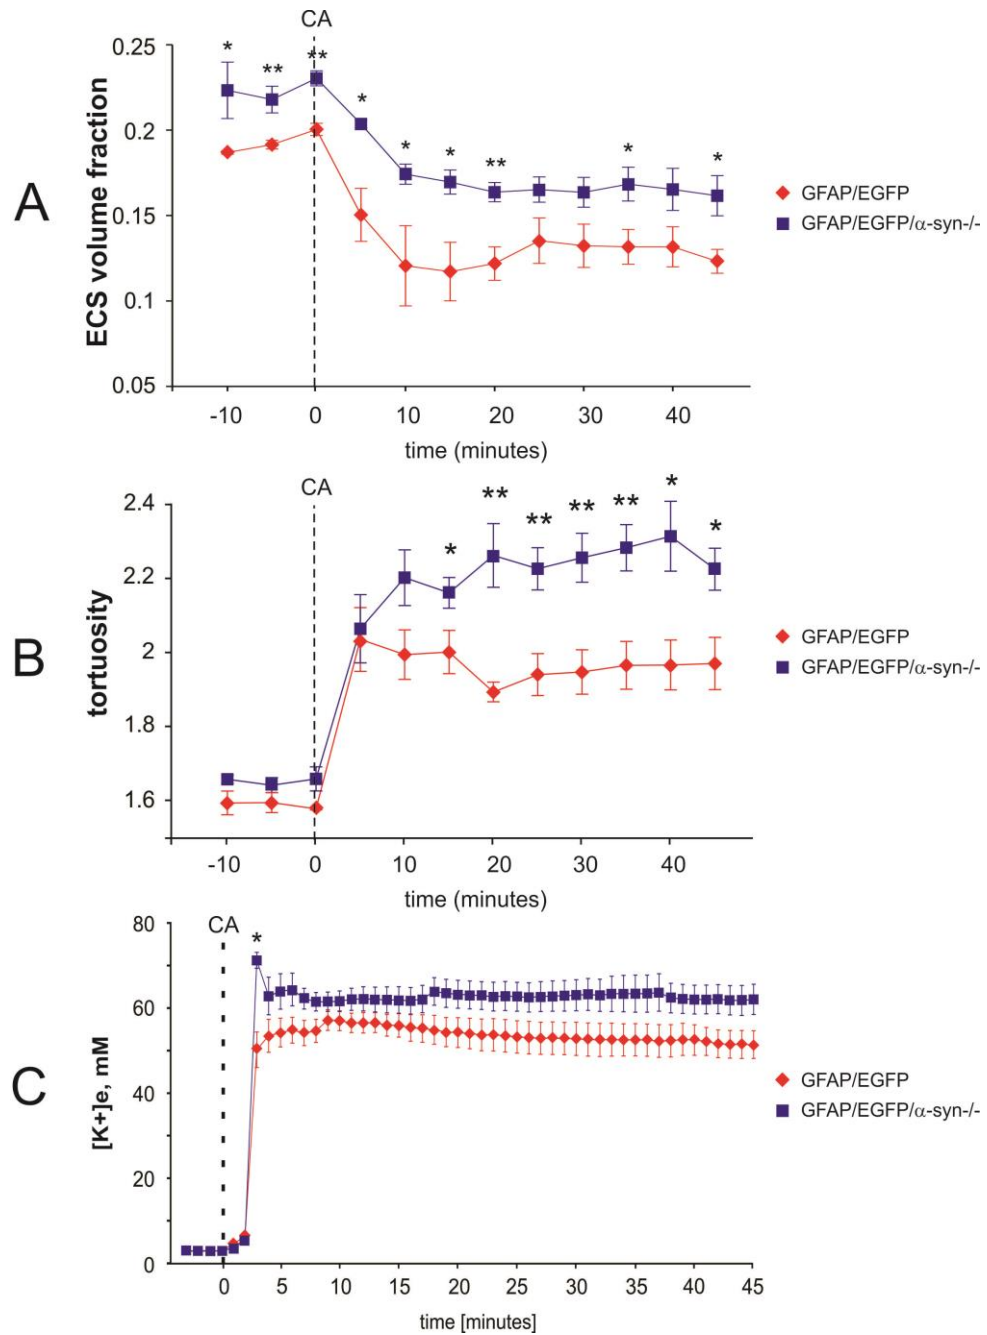 A
CA
0.25
0.2
0.15
0.1
0.05
ECS volume fraction
* ** ** * * * ** * *
-10 0 10 20 30 40
time (minutes)
GFAP/EGFP
GFAP/EGFP/α-syn-/-
B
CA
2.4
2.2
2
1.8
1.6
tortuosity
* ** ** ** ** * *
-10 0 10 20 30 40
time (minutes)
GFAP/EGFP
GFAP/EGFP/α-syn-/-
C
CA
80
60
40
20
0
[K+]e, mM
*
0 5 10 15 20 25 30 35 40 45
time [minutes]
GFAP/EGFP
GFAP/EGFP/α-syn-/-